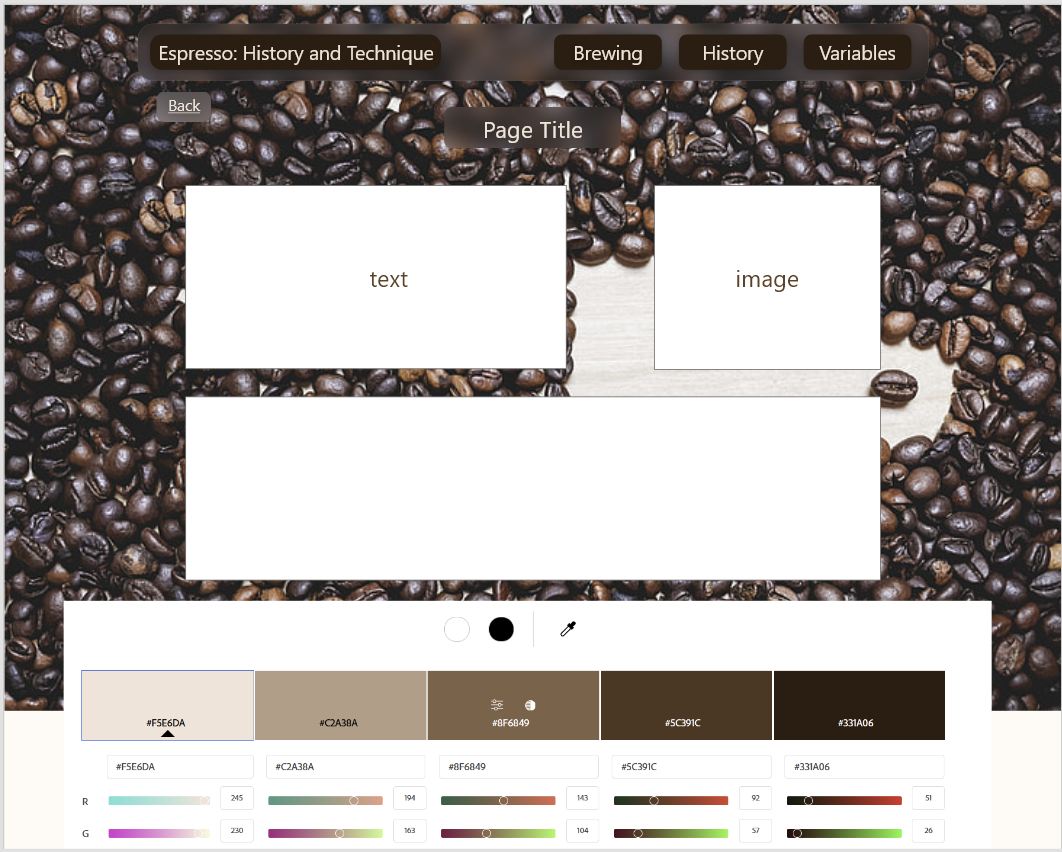 Espresso: History and Technique Brewing History Variables
Back
Page Title
text image
#F5E6DA #C2A38A #8F6849 #5C391C #331A06
#F5E6DA #C2A38A #8F6849 #5C391C #331A06
R 245 194 143 92 51
G 230 163 104 57 26